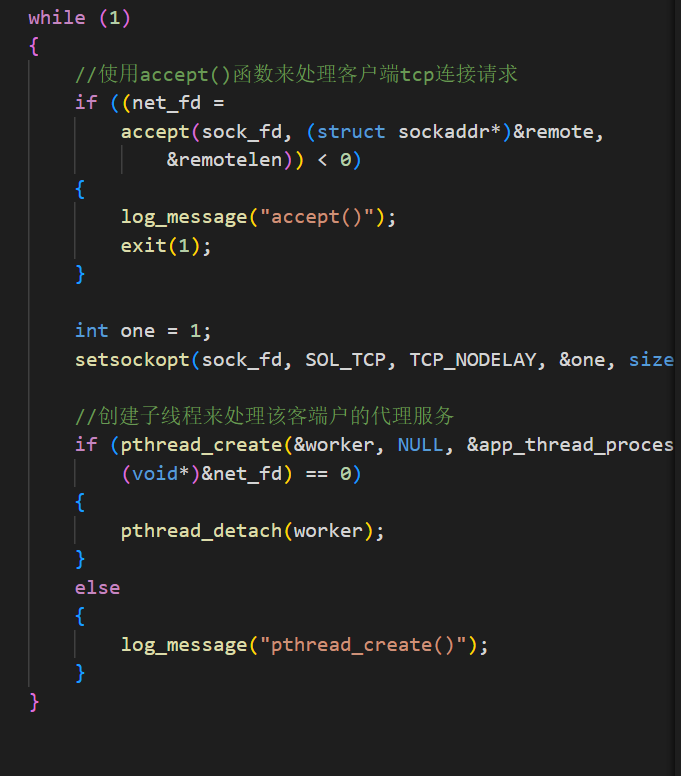 while (1)
{
//使用accept()函数来处理客户端tcp连接请求
if ((net_fd =
accept(sock_fd, (struct sockaddr*)&remote,
&remotelen)) < 0)
{
log_message("accept()");
exit(1);
}
int one = 1;
setsockopt(sock_fd, SOL_TCP, TCP_NODELAY, &one, size
//创建子线程来处理该客端户的代理服务
if (pthread_create(&worker, NULL, &app_thread_proces
(void*)&net_fd) == 0)
{
pthread_detach(worker);
}
else
{
log_message("pthread_create()");
}
}